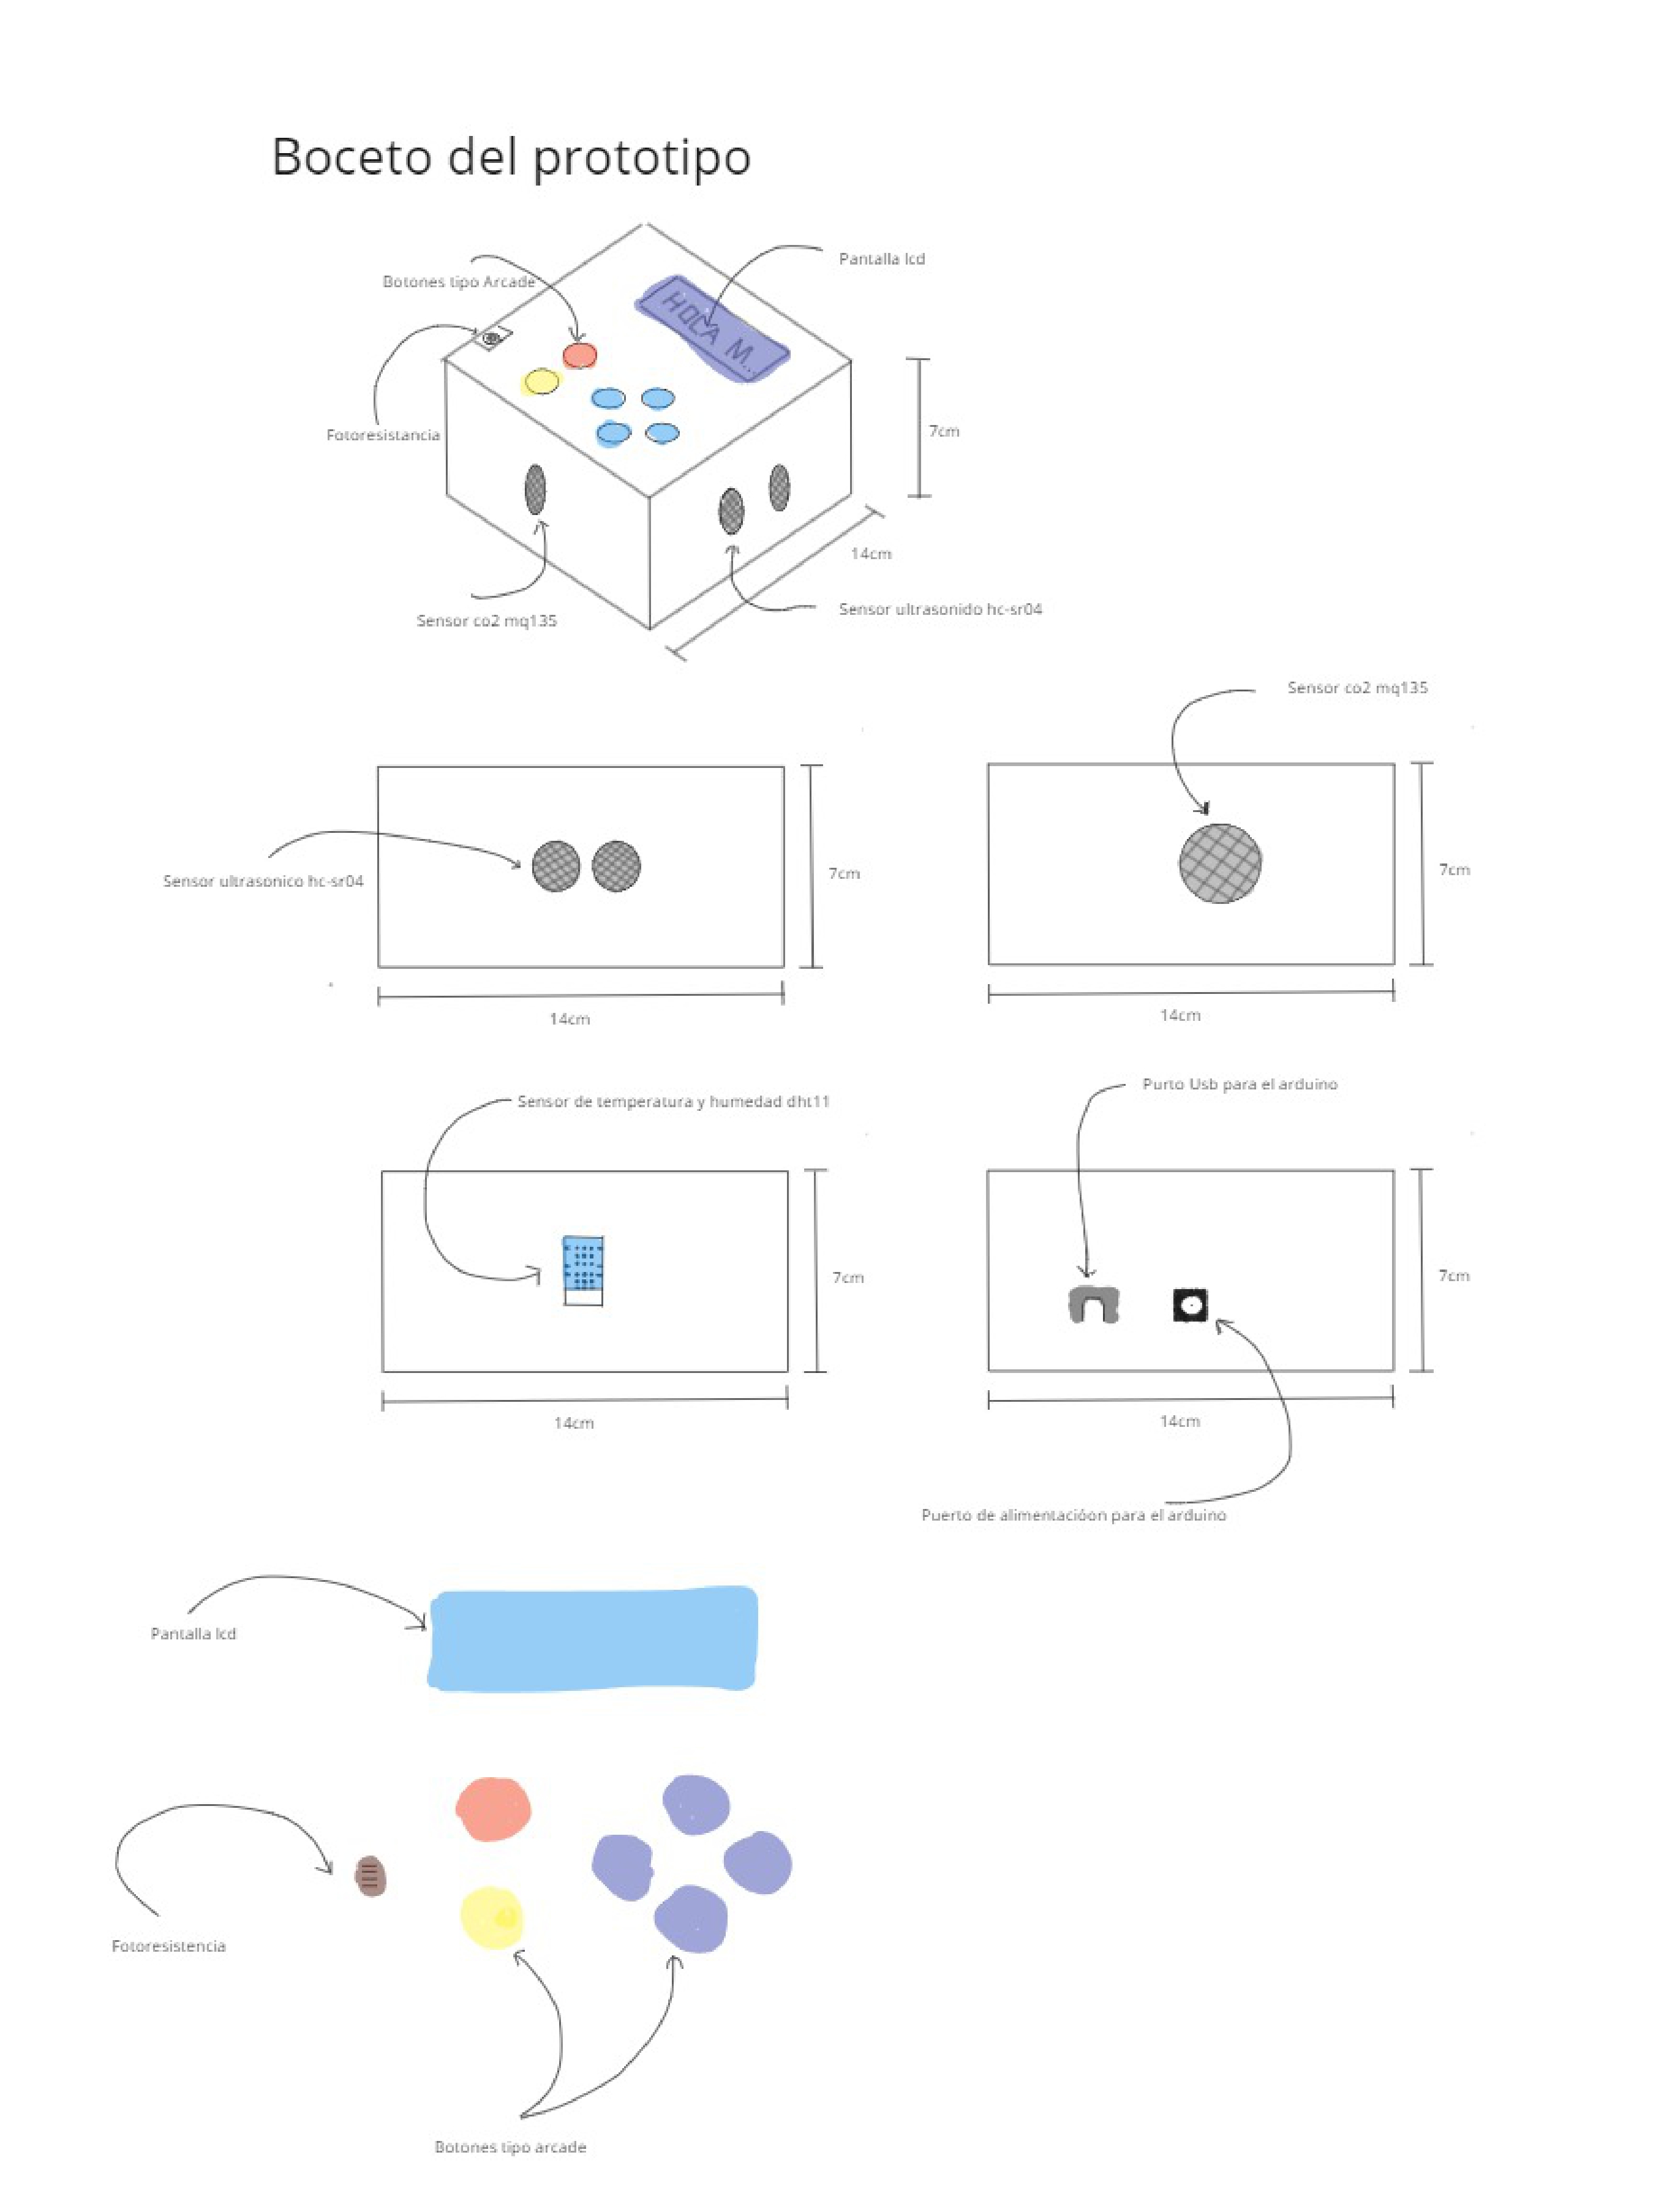 Boceto del prototipo
Pantalla lcd
Botones tipo Arcade
HOLA M...
Fotoresistancia
7cm
14cm
Sensor ultrasonido hc-sr04
Sensor co2 mq135
Sensor co2 mq135
Sensor ultrasonico hc-sr04
7cm
7cm
14cm
14cm
Purto Usb para el arduino
Sensor de temperatura y humedad dht11
7cm
7cm
14cm
14cm
Puerto de alimentacióon para el arduino
Pantalla lcd
Fotoresistencia
Botones tipo arcade